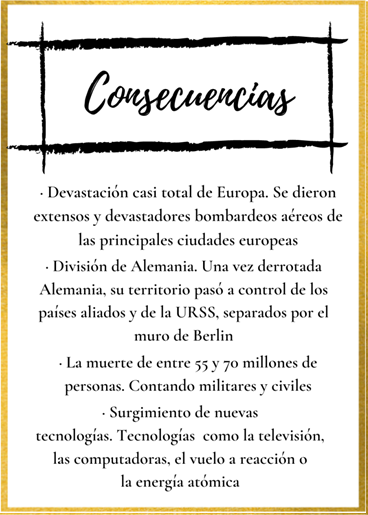 Consecuencias
· Devastación casi total de Europa. Se dieron
extensos y devastadores bombardeos aéreos de
las principales ciudades europeas
· División de Alemania. Una vez derrotada
Alemania, su territorio pasó a control de los
países aliados y de la URSS, separados por el
muro de Berlin
· La muerte de entre 55 y 70 millones de
personas. Contando militares y civiles
· Surgimiento de nuevas
tecnologías. Tecnologías como la televisión,
las computadoras, el vuelo a reacción o
la energía atómica